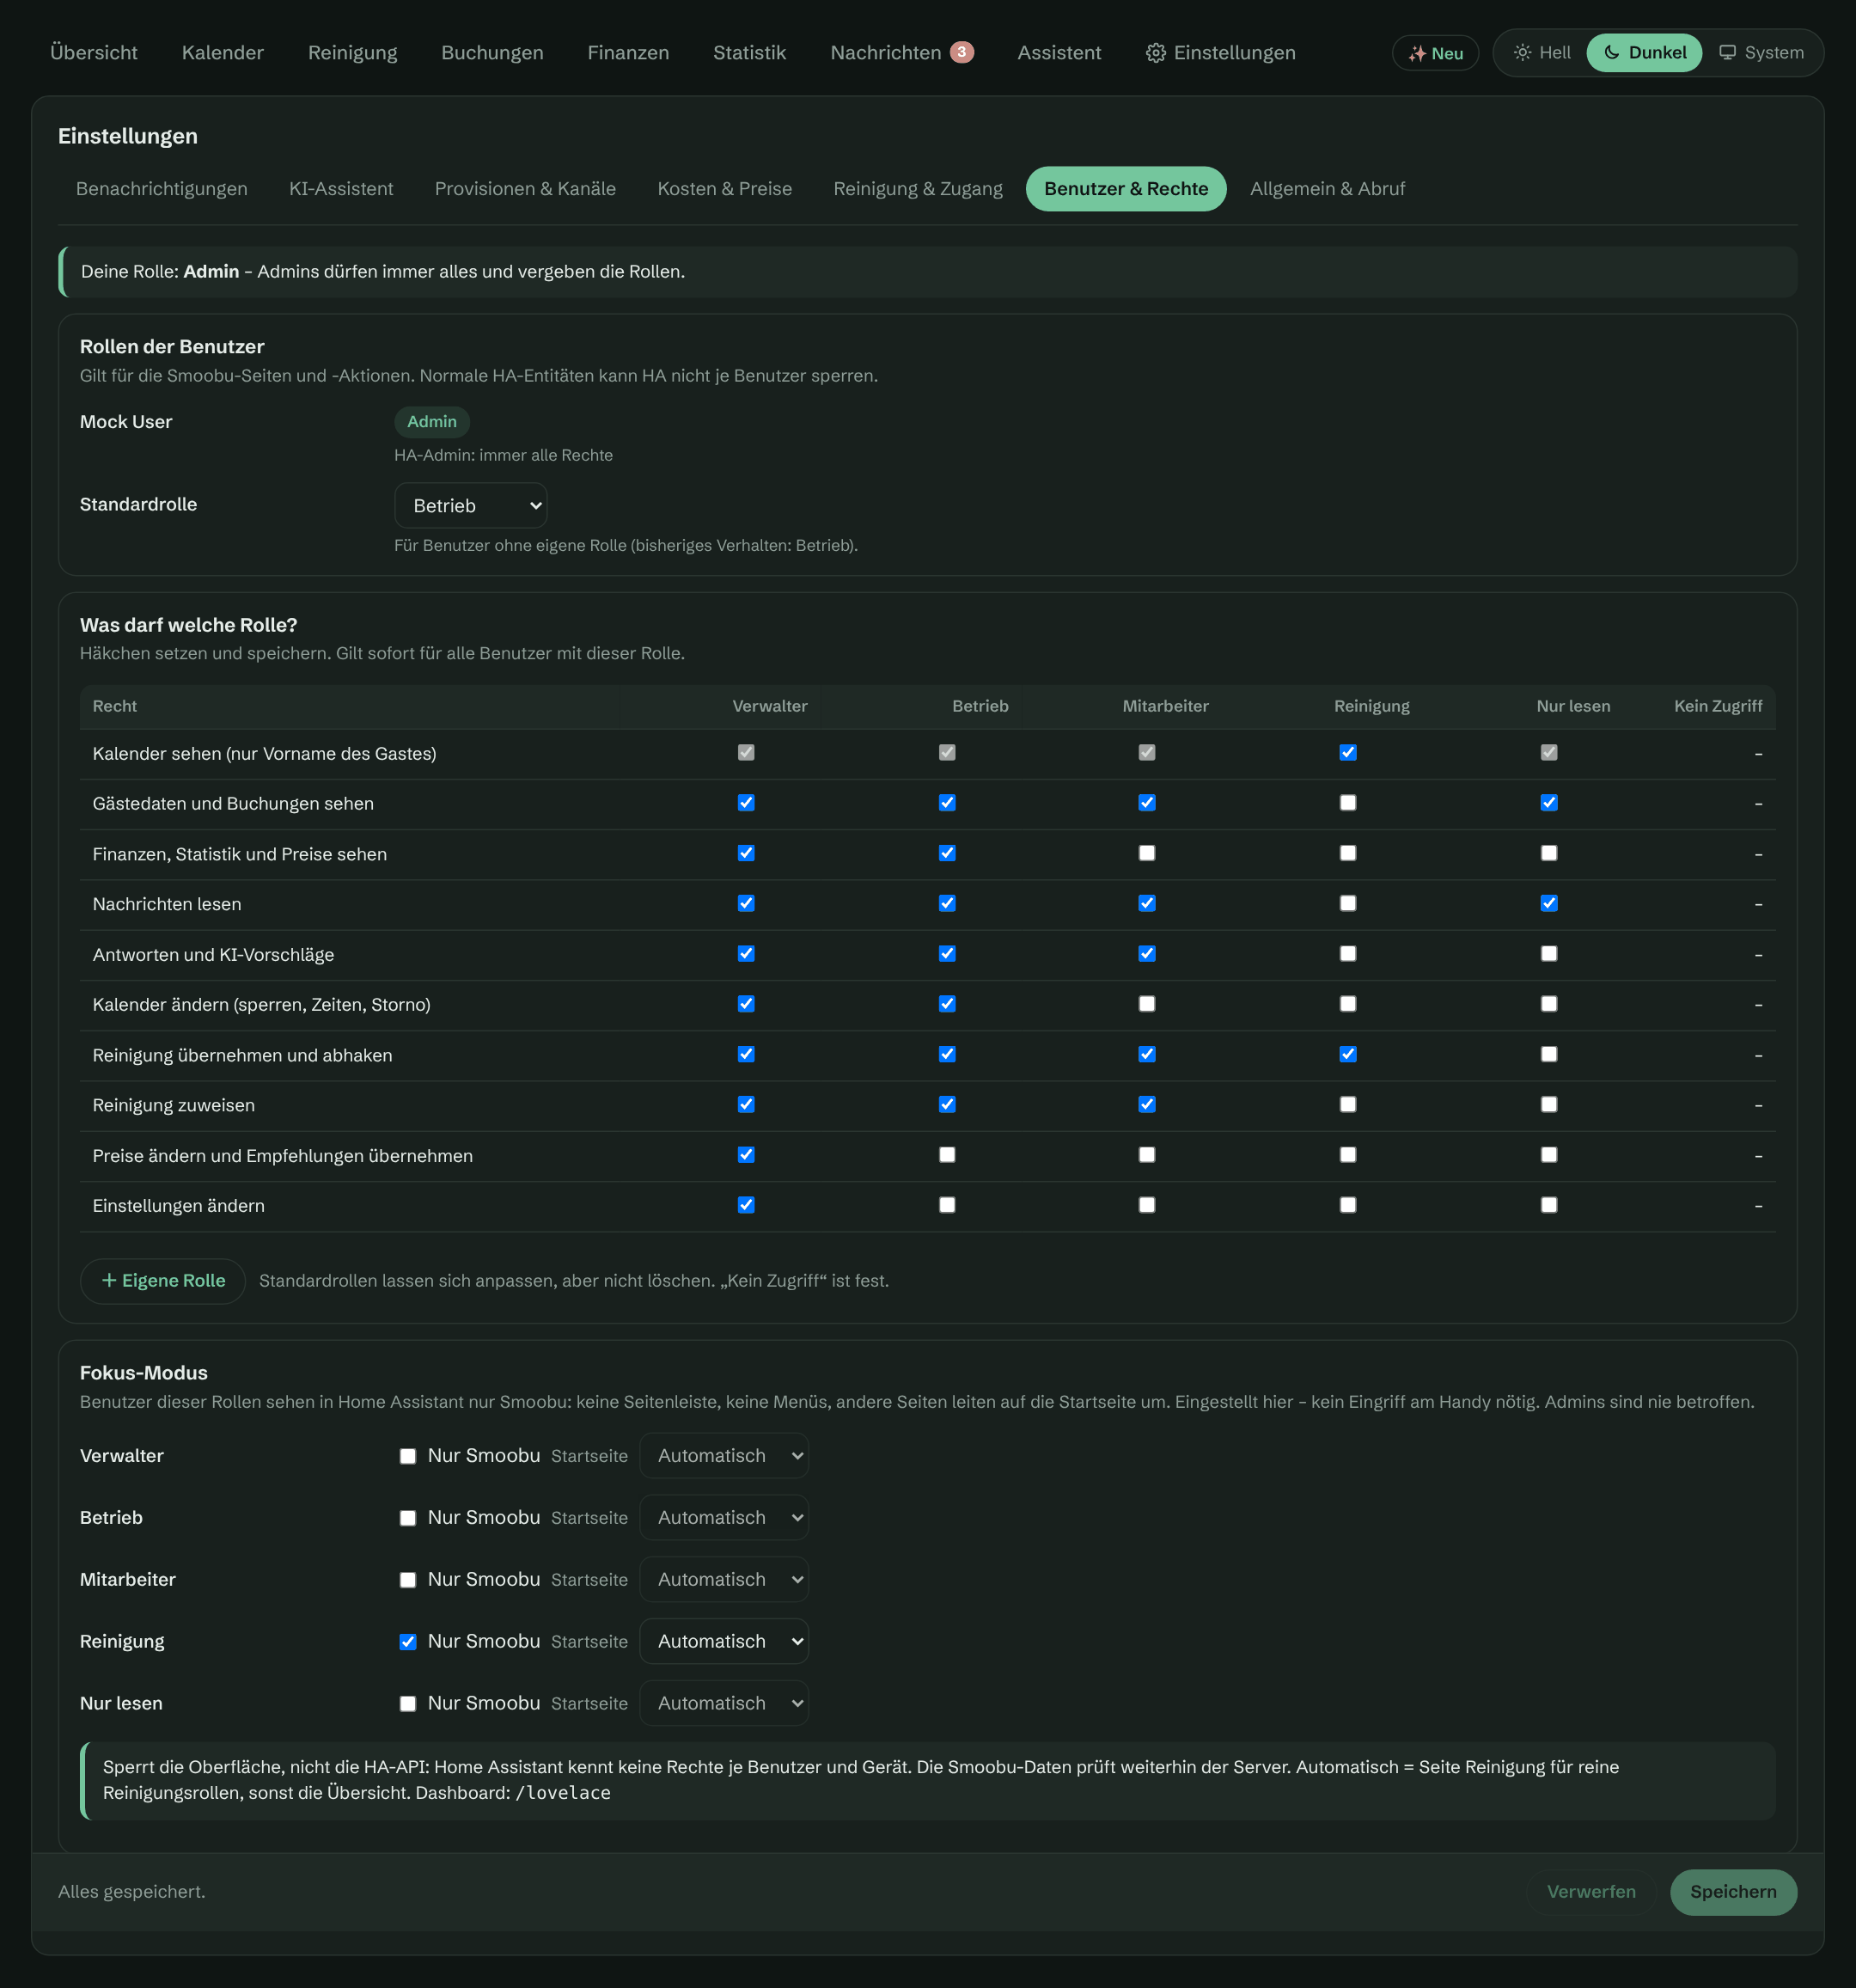 Übersicht Kalender Reinigung Buchungen Finanzen Statistik Nachrichten 3 Assistent Einstellungen Neu Hell Dunkel System
Einstellungen
Benachrichtigungen KI-Assistent Provisionen & Kanäle Kosten & Preise Reinigung & Zugang Benutzer & Rechte Allgemein & Abruf
Deine Rolle: Admin – Admins dürfen immer alles und vergeben die Rollen.
Rollen der Benutzer
Gilt für die Smoobu-Seiten und -Aktionen. Normale HA-Entitäten kann HA nicht je Benutzer sperren.
Mock User Admin
HA-Admin: immer alle Rechte
Standardrolle Betrieb
Für Benutzer ohne eigene Rolle (bisheriges Verhalten: Betrieb).
Was darf welche Rolle?
Häkchen setzen und speichern. Gilt sofort für alle Benutzer mit dieser Rolle.
Recht Verwalter Betrieb Mitarbeiter Reinigung Nur lesen Kein Zugriff
Kalender sehen (nur Vorname des Gastes) –
Gästedaten und Buchungen sehen –
Finanzen, Statistik und Preise sehen –
Nachrichten lesen –
Antworten und KI-Vorschläge –
Kalender ändern (sperren, Zeiten, Storno) –
Reinigung übernehmen und abhaken –
Reinigung zuweisen –
Preise ändern und Empfehlungen übernehmen –
Einstellungen ändern –
+ Eigene Rolle Standardrollen lassen sich anpassen, aber nicht löschen. „Kein Zugriff“ ist fest.
Fokus-Modus
Benutzer dieser Rollen sehen in Home Assistant nur Smoobu: keine Seitenleiste, keine Menüs, andere Seiten leiten auf die Startseite um. Eingestellt hier – kein Eingriff am Handy nötig. Admins sind nie betroffen.
Verwalter Nur Smoobu Startseite Automatisch
Betrieb Nur Smoobu Startseite Automatisch
Mitarbeiter Nur Smoobu Startseite Automatisch
Reinigung Nur Smoobu Startseite Automatisch
Nur lesen Nur Smoobu Startseite Automatisch
Sperrt die Oberfläche, nicht die HA-API: Home Assistant kennt keine Rechte je Benutzer und Gerät. Die Smoobu-Daten prüft weiterhin der Server. Automatisch = Seite Reinigung für reine
Reinigungsrollen, sonst die Übersicht. Dashboard: /lovelace
Alles gespeichert. Verwerfen Speichern